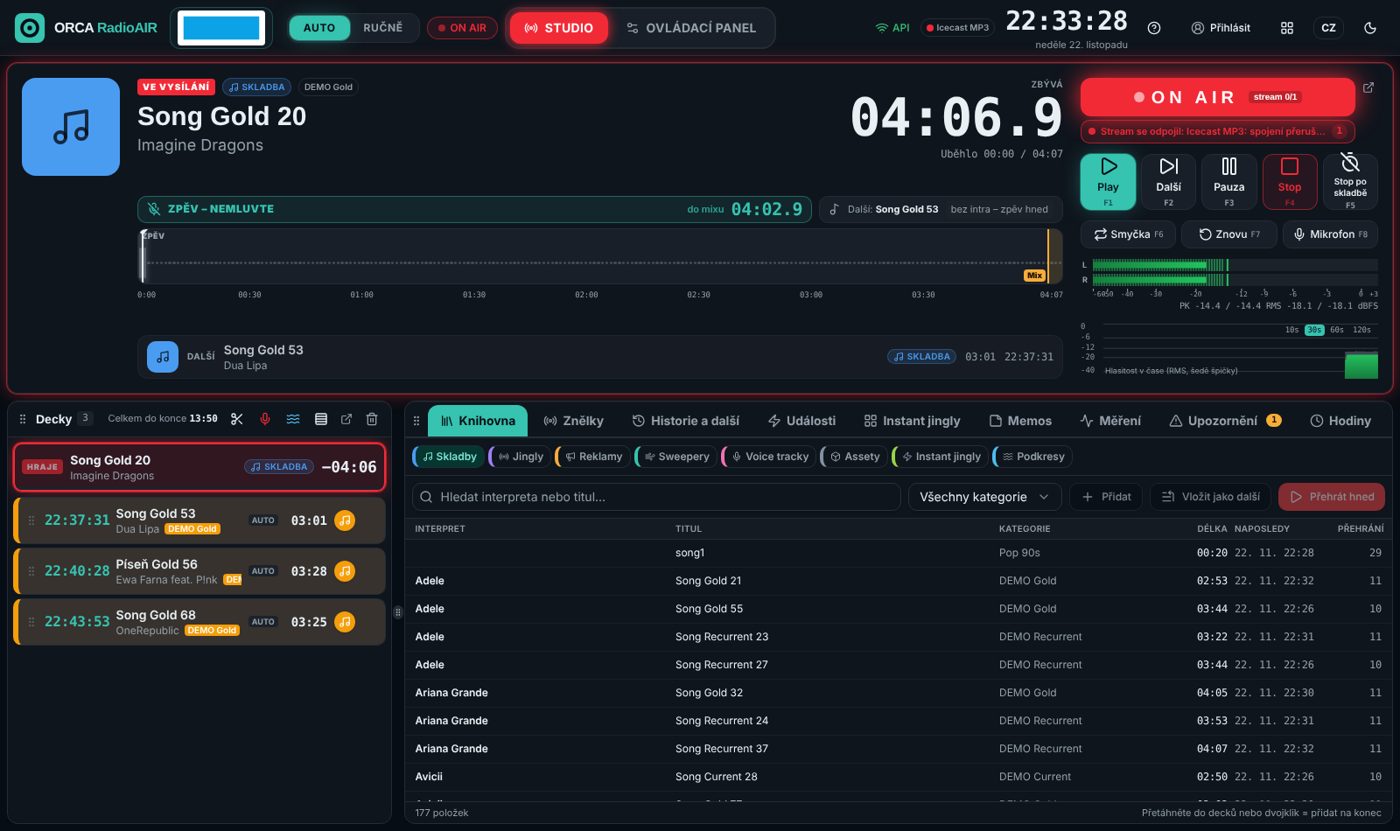 ORCA RadioAIR
AUTO RUČNĚ ON AIR STUDIO OVLÁDACÍ PANEL
API Icecast MP3 22:33:28 Přihlásit CZ
neděle 22. listopadu
VE VYSÍLÁNÍ SKLADBA DEMO Gold
Song Gold 20
Imagine Dragons
ZBÝVÁ
04:06.9
Uběhlo 00:00 / 04:07
ON AIR stream 0/1
Stream se odpojil: Icecast MP3: spojení přeruš... 1
Play F1
Další F2
Pauza F3
Stop F4
Stop po skladbě F5
Smyčka F6 Znovu F7 Mikrofon F8
ZPĚV – NEMLUVTE do mixu 04:02.9
Další: Song Gold 53 bez intra – zpěv hned
ZPĚV
Mix
0:00 00:30 01:00 01:30 02:00 02:30 03:00 03:30 04:07
L
R
-60 50 -40 -30 -20 -12 -9 -6 -3 0 +3
PK -14.4 / -14.4 RMS -18.1 / -18.1 dBFS
10s 30s 60s 120s
0
-6
-12
-20
-40
Hlasitost v čase (RMS, šedě špičky)
DALŠÍ Song Gold 53 SKLADBA 03:01 22:37:31
Dua Lipa
Decky 3 Celkem do konce 13:50
HRAJE Song Gold 20 SKLADBA −04:06
Imagine Dragons
22:37:31 Song Gold 53 AUTO 03:01
Dua Lipa DEMO Gold
22:40:28 Píseň Gold 56 AUTO 03:28
Ewa Farna feat. P!nk
22:43:53 Song Gold 68 AUTO 03:25
OneRepublic DEMO Gold
Knihovna Znělky Historie a další Události Instant jingly Memos Měření Upozornění 1 Hodiny
Skladby Jingly Reklamy Sweepery Voice tracky Assety Instant jingly Podkresy
Hledat interpreta nebo titul... Všechny kategorie Přidat Vložit jako další Přehrát hned
INTERPRET TITUL KATEGORIE DÉLKA NAPOSLEDY PŘEHRÁNÍ
song1 Pop 90s 00:20 22. 11. 22:28 29
Adele Song Gold 21 DEMO Gold 02:53 22. 11. 22:32 11
Adele Song Gold 55 DEMO Gold 03:44 22. 11. 22:26 10
Adele Song Recurrent 23 DEMO Recurrent 03:22 22. 11. 22:31 11
Adele Song Recurrent 27 DEMO Recurrent 03:44 22. 11. 22:26 10
Ariana Grande Song Gold 32 DEMO Gold 04:05 22. 11. 22:30 11
Ariana Grande Song Recurrent 24 DEMO Recurrent 03:53 22. 11. 22:31 11
Ariana Grande Song Recurrent 37 DEMO Recurrent 04:07 22. 11. 22:32 11
Avicii Song Current 28 DEMO Current 02:50 22. 11. 22:26 10
177 položek Přetáhněte do decků nebo dvojklik = přidat na konec